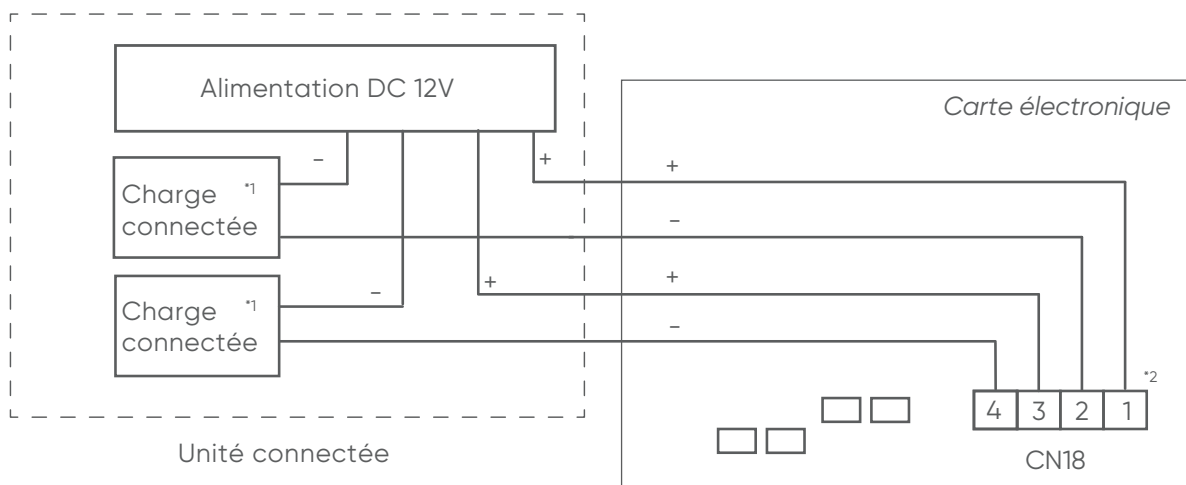 Alimentation DC 12V
Carte électronique
–
+
+
Charge *1
connectée
–
+
Charge *1
connectée
–
+
–
*2
4 3 2 1
Unité connectée
CN18